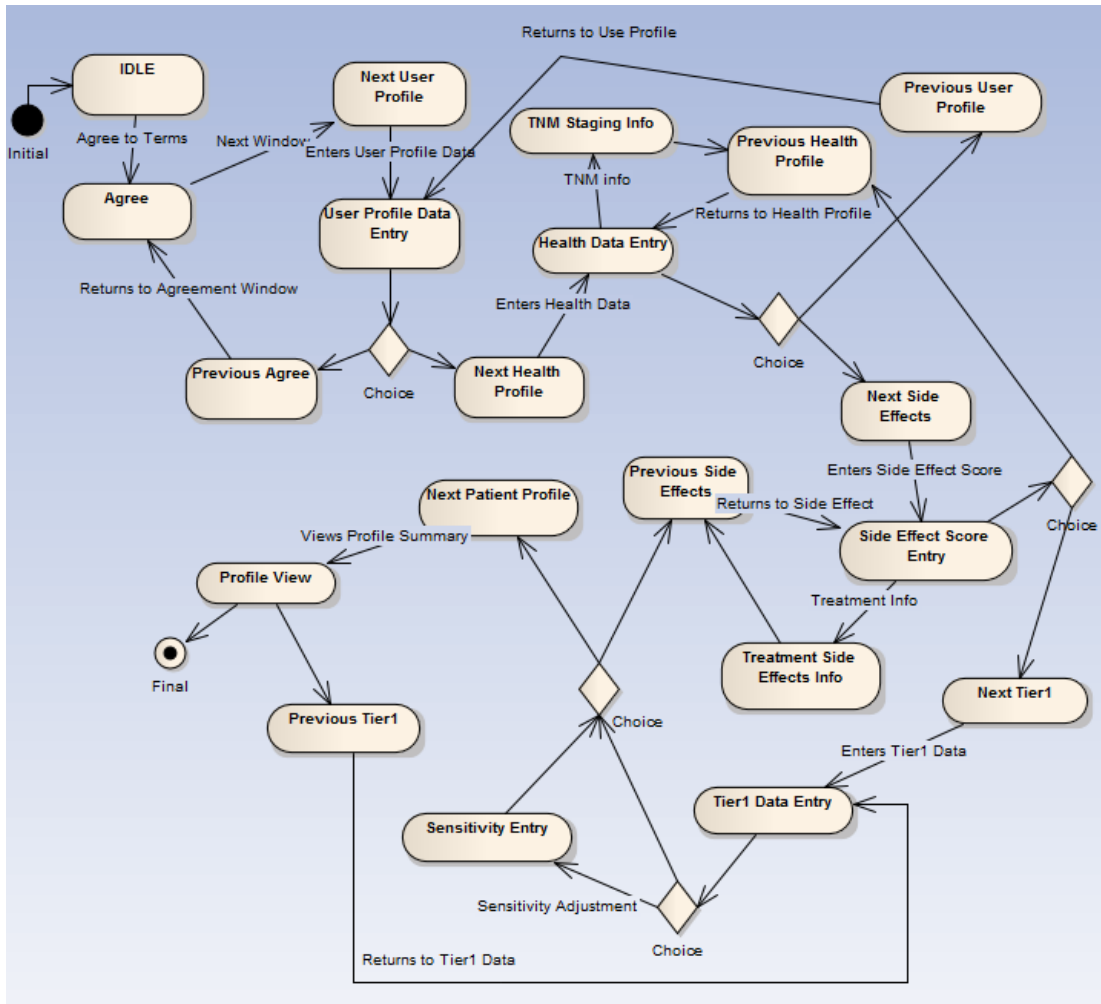 Returns to Use Profile
IDLE
Next User
Profile
Previous User
Profile
TNM Staging Info
Previous Health
Profile
Initial
Agree to Terms
Next Window
Enters User Profile Data
TNM info
Agree
User Profile Data
Entry
Returns to Health Profile
Health Data Entry
Returns to Agreement Window
Enters Health Data
Previous Agree
Choice
Next Health
Profile
Choice
Next Side
Effects
Enters Side Effect Score
Next Patient Profile
Previous Side
Effects
Returns to Side Effect
Side Effect Score
Entry
Choice
Views Profile Summary
Profile View
Treatment Info
Final
Treatment Side
Effects Info
Next Tier1
Previous Tier1
Choice
Enters Tier1 Data
Tier1 Data Entry
Sensitivity Entry
Sensitivity Adjustment
Choice
Returns to Tier1 Data